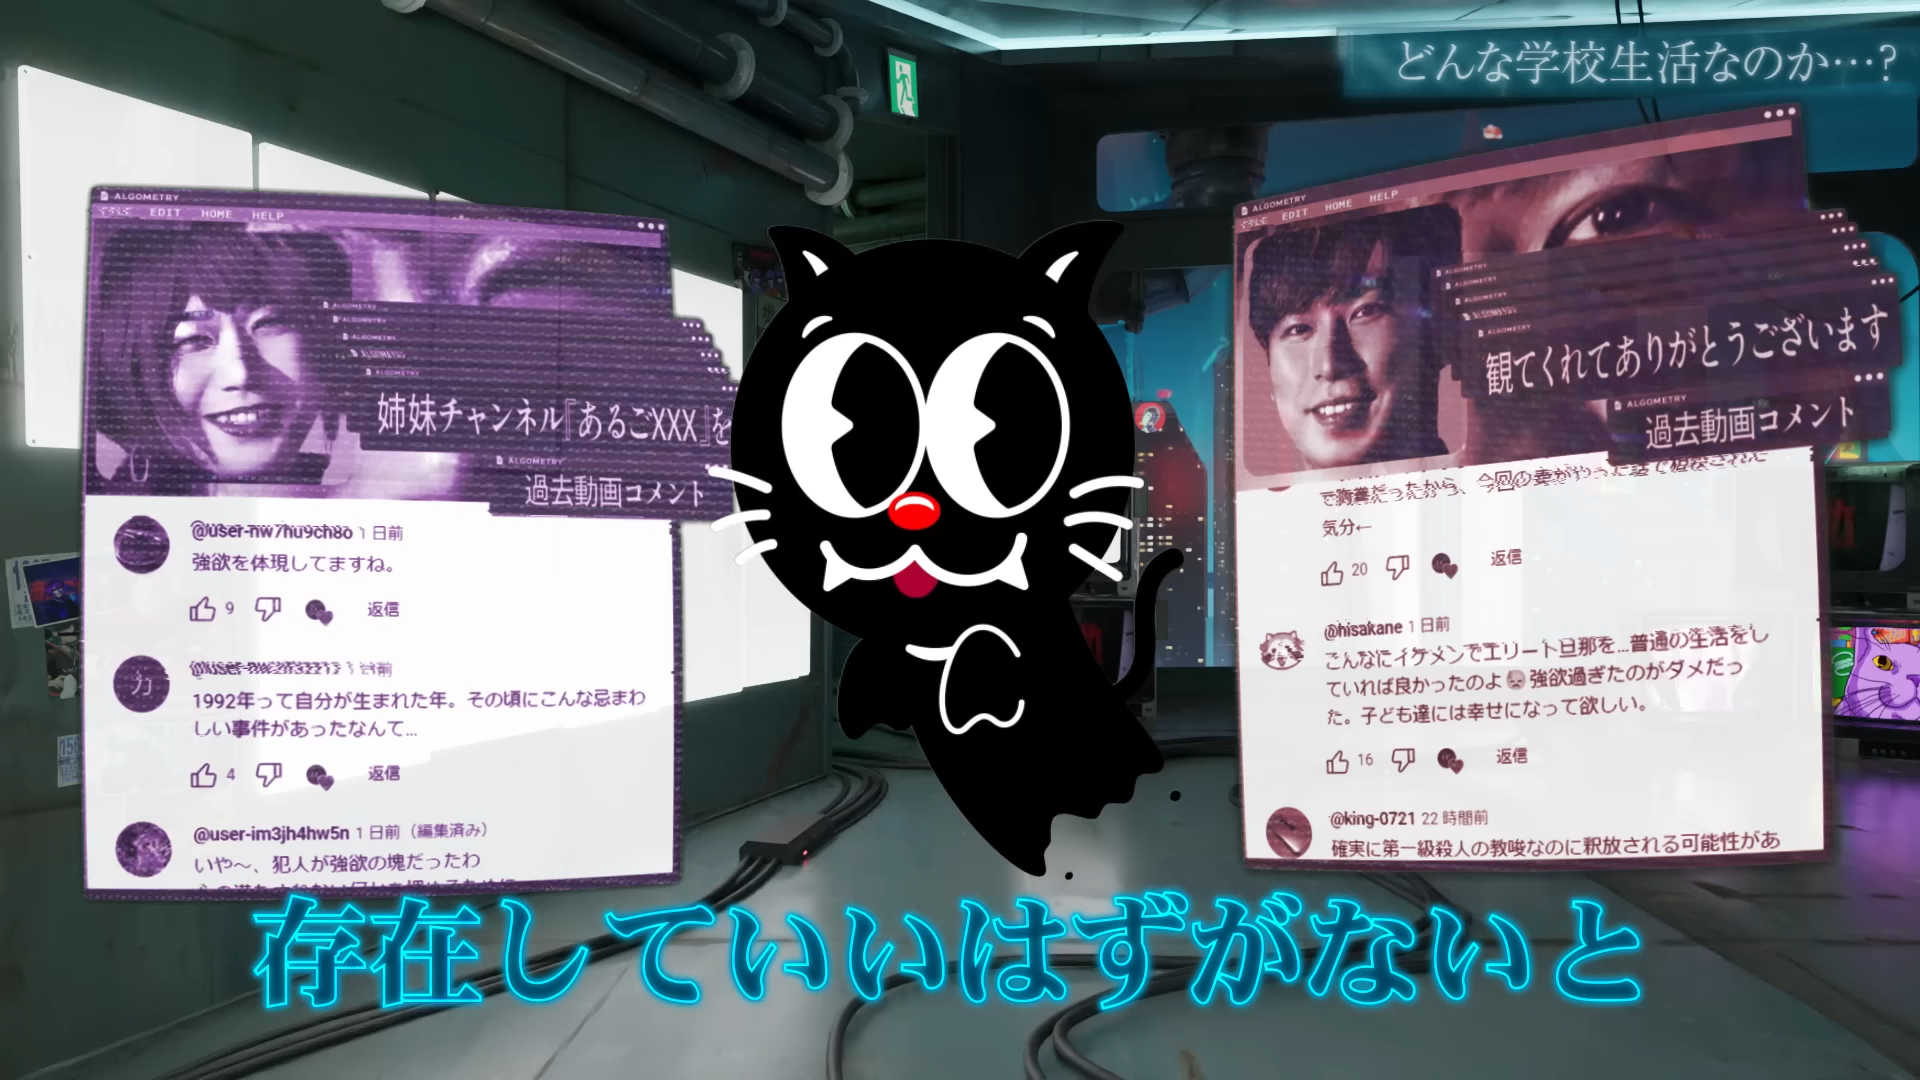 どんな学校生活なのか…?
ALGOMETRY
EDIT HOME HELP
ALGOMETRY
ALGOMETRY
ALGOMETRY
ALGOMETRY
ALGOMETRY
姉妹チャンネル『あるごXXX』を
ALGOMETRY
過去動画コメント
@user-nw7hu9ch8o 1 日前
強欲を体現してますね。
9 返信
力
1992年って自分が生まれた年。その頃にこんな忌まわ
しい事件があったなんて...
4 返信
@user-im3jh4hw5n 1 日前（編集済み）
いや〜、犯人が強欲の塊だったわ
ALGOMETRY
EDIT HOME HELP
ALGOMETRY
ALGOMETRY
ALGOMETRY
ALGOMETRY
ALGOMETRY
観てくれてありがとうございます
ALGOMETRY
過去動画コメント
気分←
20 返信
@hisakane 1 日前
こんなにイケメンでエリート旦那を...普通の生活をし
ていれば良かったのよ😞強欲過ぎたのがダメだっ
た。子ども達には幸せになって欲しい。
16 返信
@king-0721 22 時間前
確実に第一級殺人の教唆なのに釈放される可能性があ
存在していいはずがないと